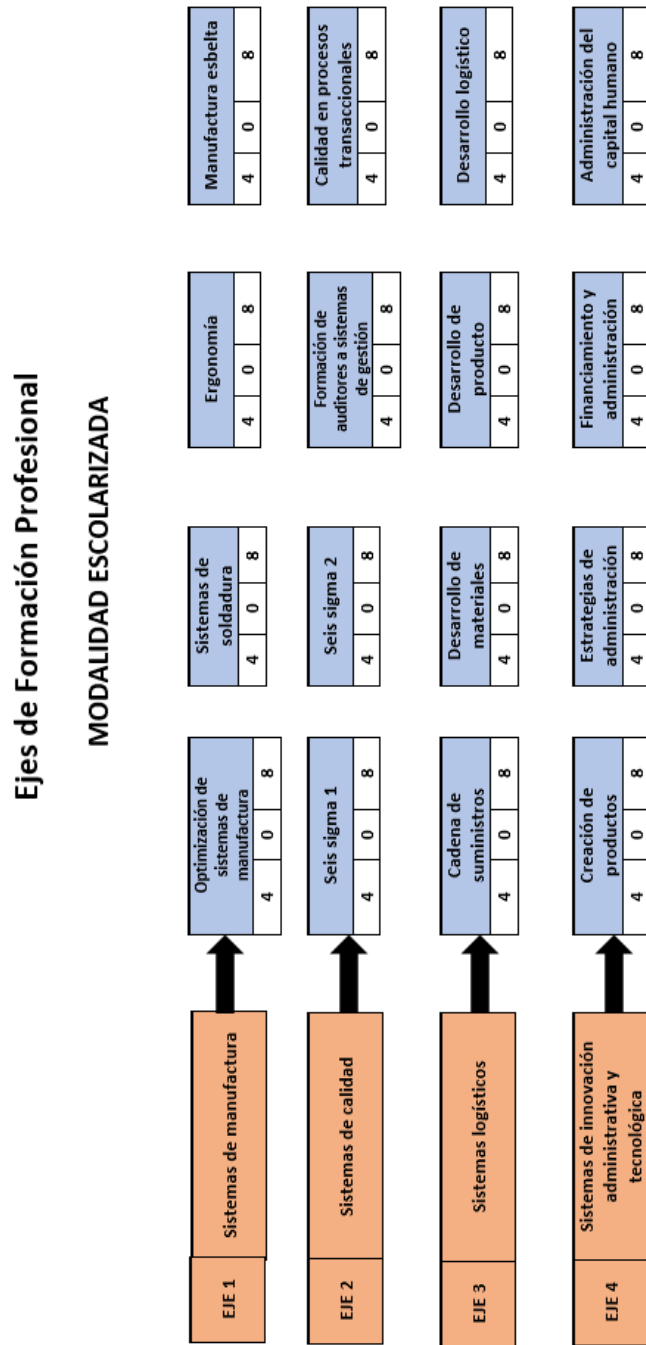 Ejes de Formación Profesional
MODALIDAD ESCOLARIZADA
EJE 1
Sistemas de manufactura
Optimización de
sistemas de
manufactura
4 0 8
Sistemas de
soldadura
4 0 8
Ergonomía
4 0 8
Manufactura esbelta
4 0 8
EJE 2
Sistemas de calidad
Seis sigma 1
4 0 8
Seis sigma 2
4 0 8
Formación de
auditores a sistemas
de gestión
4 0 8
Calidad en procesos
transaccionales
4 0 8
EJE 3
Sistemas logísticos
Cadena de
suministros
4 0 8
Desarrollo de
materiales
4 0 8
Desarrollo de
producto
4 0 8
Desarrollo logístico
4 0 8
EJE 4
Sistemas de innovación
administrativa y
tecnológica
Creación de
productos
4 0 8
Estrategias de
administración
4 0 8
Financiamiento y
administración
4 0 8
Administración del
capital humano
4 0 8